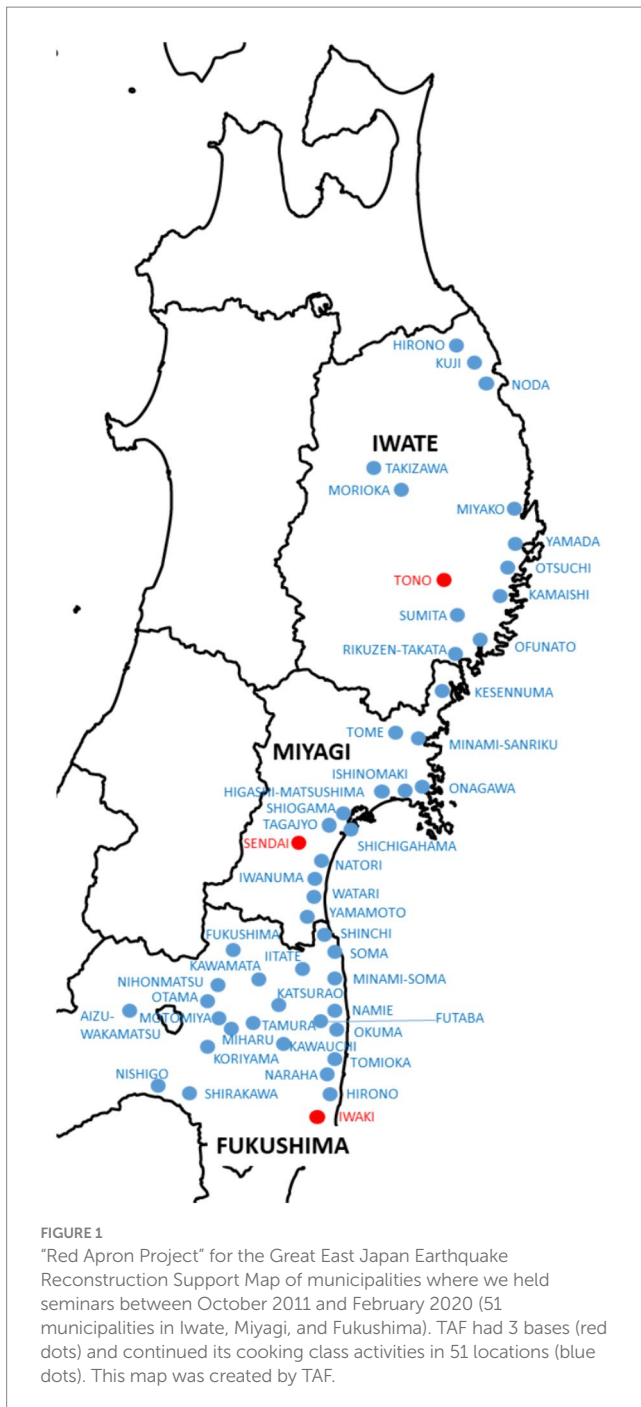 HIRONO
KUJI
NODA
IWATE
TAKIZAWA
MORIOKA
MIYAKO
YAMADA
OTSUCHI
TONO
KAMAISHI
SUMITA
OFUNATO
RIKUZEN-TAKATA
KESENNUMA
TOME
MINAMI-SANRIKU
MIYAGI
ISHINOMAKI
HIGASHI-MATSUSHIMA
ONAGAWA
SHIOGAMA
TAGAJYO
SENDAI
SHICHIGAHAMA
NATORI
IWANUMA
WATARI
YAMAMOTO
FUKUSHIMA
SHINCHI
IITATE
SOMA
KAWAMATA
MINAMI-SOMA
NIHONMATSU
OTAMA
KATSURAO
AIZU-
WAKAMATSU
MOTOMIYA
NAMIE
FUTABA
TAMURA
OKUMA
MIHARU
KAWAUCHI
KORIYAMA
TOMIOKA
NARAHA
NISHIGO
SHIRAKAWA
HIRONO
IWAKI
FUKUSHIMA
FIGURE 1
"Red Apron Project" for the Great East Japan Earthquake
Reconstruction Support Map of municipalities where we held
seminars between October 2011 and February 2020 (51
municipalities in Iwate, Miyagi, and Fukushima). TAF had 3 bases (red
dots) and continued its cooking class activities in 51 locations (blue
dots). This map was created by TAF.